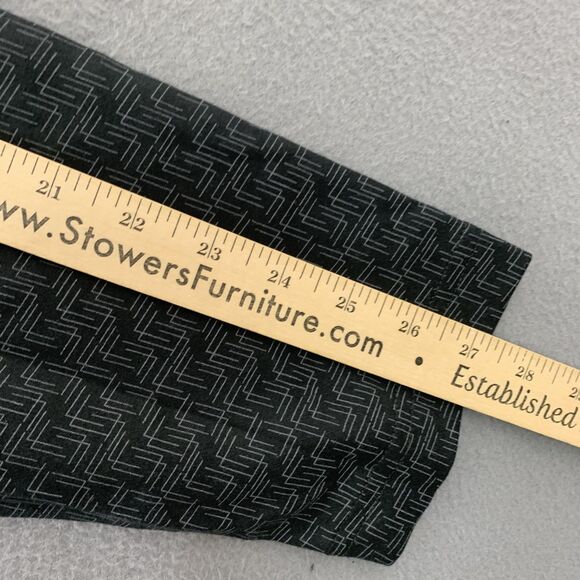 21 22 23 24 25 26 27 28
ww.StowersFurniture.com • Established